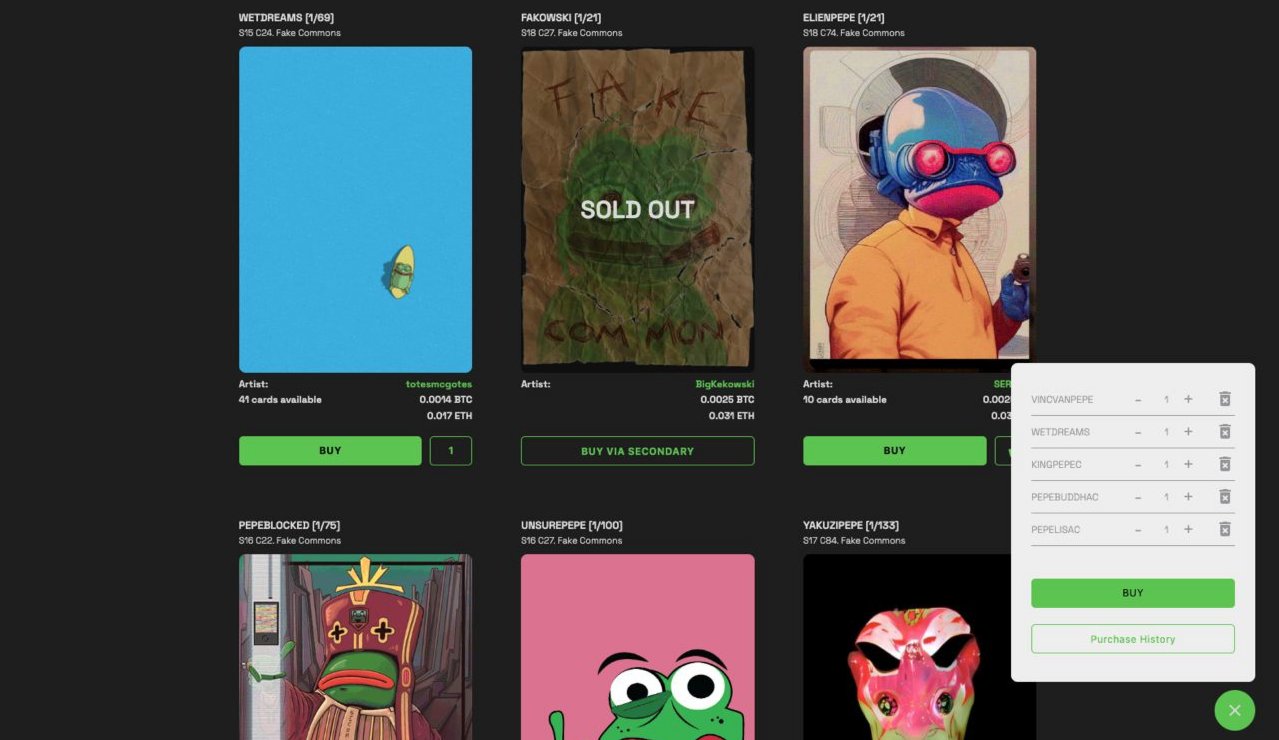 WETDREAMS [1/69]
S15 C24. Fake Commons
FAKOWSKI [1/21]
S18 C27. Fake Commons
ELIENPEPE [1/21]
S18 C74. Fake Commons
FAKE
SOLD OUT
COMMON
Artist: totesmcgotes
41 cards available 0.0014 BTC
0.017 ETH
BUY 1
Artist: BigKekowski
0.0025 BTC
0.031 ETH
BUY VIA SECONDARY
Artist: SER
10 cards available 0.002
0.03
BUY
VINCVANPEPE - 1 +
WETDREAMS - 1 +
KINGPEPEC - 1 +
PEPEBUDDHAC - 1 +
PEPELISAC - 1 +
BUY
Purchase History
PEPEBLOCKED [1/75]
S16 C22. Fake Commons
UNSUREPEPE [1/100]
S16 C27. Fake Commons
YAKUZIPEPE [1/133]
S17 C84. Fake Commons